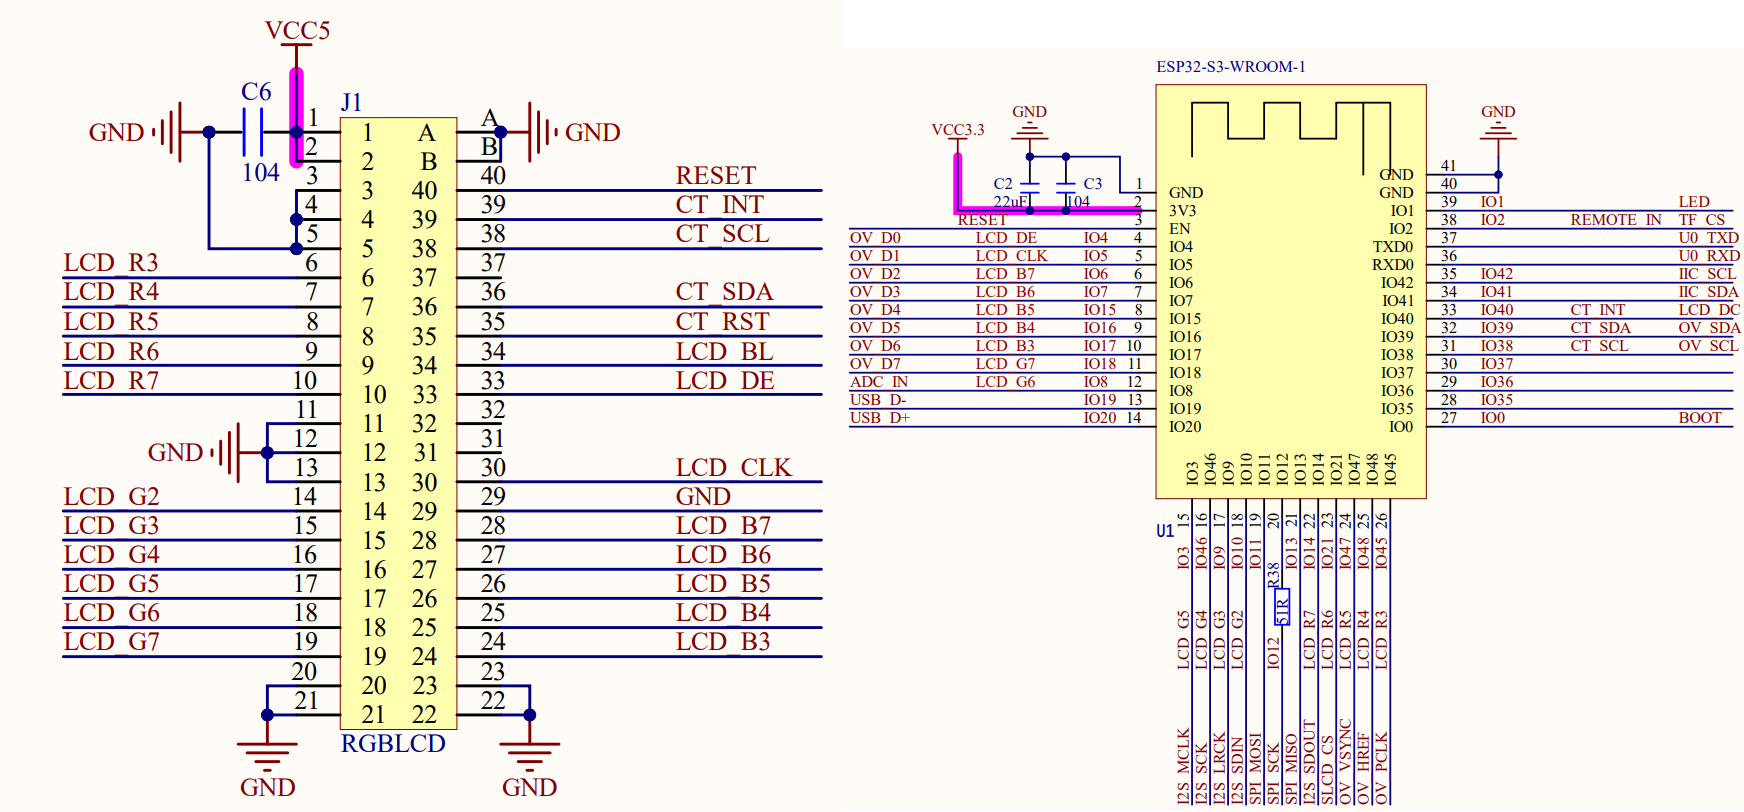 VCC5
C6
J1
GND
104
1 1 A A GND
2 2 B B
3 3 40 40 RESET
4 4 39 39 CT_INT
5 5 38 38 CT_SCL
LCD_R3 6 6 37 37
LCD_R4 7 7 36 36 CT_SDA
LCD_R5 8 8 35 35 CT_RST
LCD_R6 9 9 34 34 LCD_BL
LCD_R7 10 10 33 33 LCD_DE
11 11 32 32
GND 12 12 31 31
13 13 30 30 LCD_CLK
LCD_G2 14 14 29 29 GND
LCD_G3 15 15 28 28 LCD_B7
LCD_G4 16 16 27 27 LCD_B6
LCD_G5 17 17 26 26 LCD_B5
LCD_G6 18 18 25 25 LCD_B4
LCD_G7 19 19 24 24 LCD_B3
20 20 23 23
21 21 22 22
RGBLCD
GND GND
ESP32-S3-WROOM-1
GND GND
VCC3.3
C2 C3
22uF 104
GND 41
1 GND GND 40
2 3V3 IO1 39 IO1 LED
RESET 3 EN IO2 38 IO2 REMOTE_IN TF_CS
OV_D0 LCD_DE IO4 4 IO4 TXD0 37 U0_TXD
OV_D1 LCD_CLK IO5 5 IO5 RXD0 36 U0_RXD
OV_D2 LCD_B7 IO6 6 IO6 IO42 35 IO42 IIC_SCL
OV_D3 LCD_B6 IO7 7 IO7 IO41 34 IO41 IIC_SDA
OV_D4 LCD_B5 IO15 8 IO15 IO40 33 IO40 CT_INT LCD_DC
OV_D5 LCD_B4 IO16 9 IO16 IO39 32 IO39 CT_SDA OV_SDA
OV_D6 LCD_B3 IO17 10 IO17 IO38 31 IO38 CT_SCL OV_SCL
OV_D7 LCD_G7 IO18 11 IO18 IO37 30 IO37
ADC_IN LCD_G6 IO8 12 IO8 IO36 29 IO36
USB_D- IO19 13 IO19 IO35 28 IO35
USB_D+ IO20 14 IO20 IO0 27 IO0 BOOT
U1
IO3 15 IO3 LCD_G5 I2S_MCLK
IO46 16 IO46 LCD_G4 I2S_SCK
IO9 17 IO9 LCD_G3 I2S_LRCK
IO10 18 IO10 LCD_G2 I2S_SDIN
IO11 19 IO11 SPI_MOSI
IO12 20 R38 51R IO12 SPI_SCK
IO13 21 IO13 SPI_MISO
IO14 22 IO14 LCD_R7 I2S_SDOUT
IO21 23 IO21 LCD_R6 SLCD_CS
IO47 24 IO47 LCD_R5 OV_VSYNC
IO48 25 IO48 LCD_R4 OV_HREF
IO45 26 IO45 LCD_R3 OV_PCLK